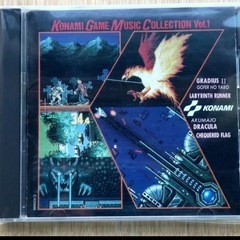 KONAMI GAME MUSIC COLLECTION VOL.1
GRADIUS II
GOFER NO YABO
LABYRINTH RUNNER
KONAMI
AKUMAJO
DRACULA
CHEQUERED FLAG